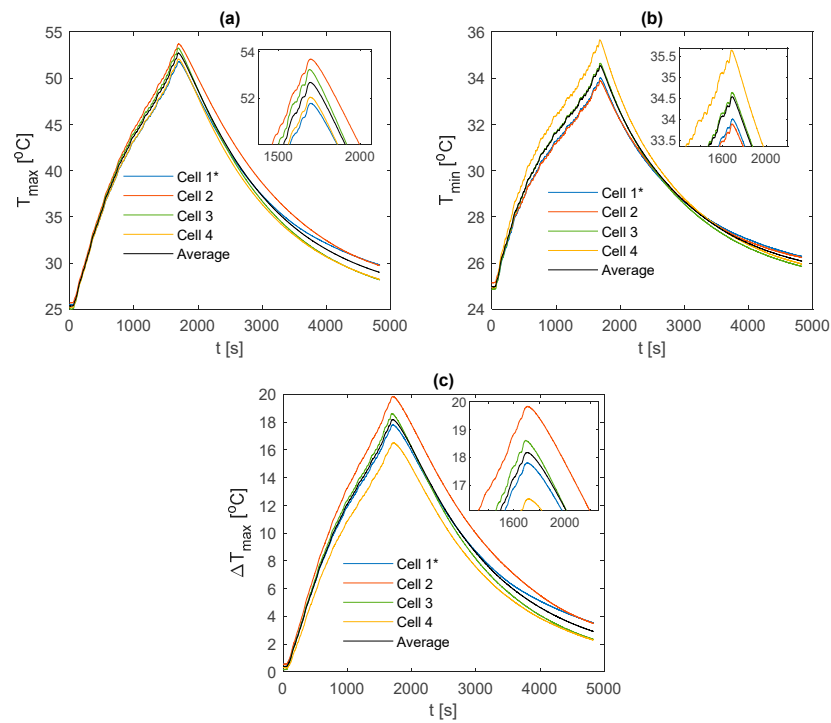 (a)
T_max [°C]
55
50
45
40
35
30
25
0
1000
2000
3000
4000
5000
t [s]
Cell 1*
Cell 2
Cell 3
Cell 4
Average
54
52
1500
2000
(b)
T_min [°C]
36
34
32
30
28
26
24
0
1000
2000
3000
4000
5000
t [s]
Cell 1*
Cell 2
Cell 3
Cell 4
Average
35.5
35
34.5
34
33.5
1600
2000
(c)
Δ T_max [°C]
20
18
16
14
12
10
8
6
4
2
0
0
1000
2000
3000
4000
5000
t [s]
Cell 1*
Cell 2
Cell 3
Cell 4
Average
20
19
18
17
1600
2000